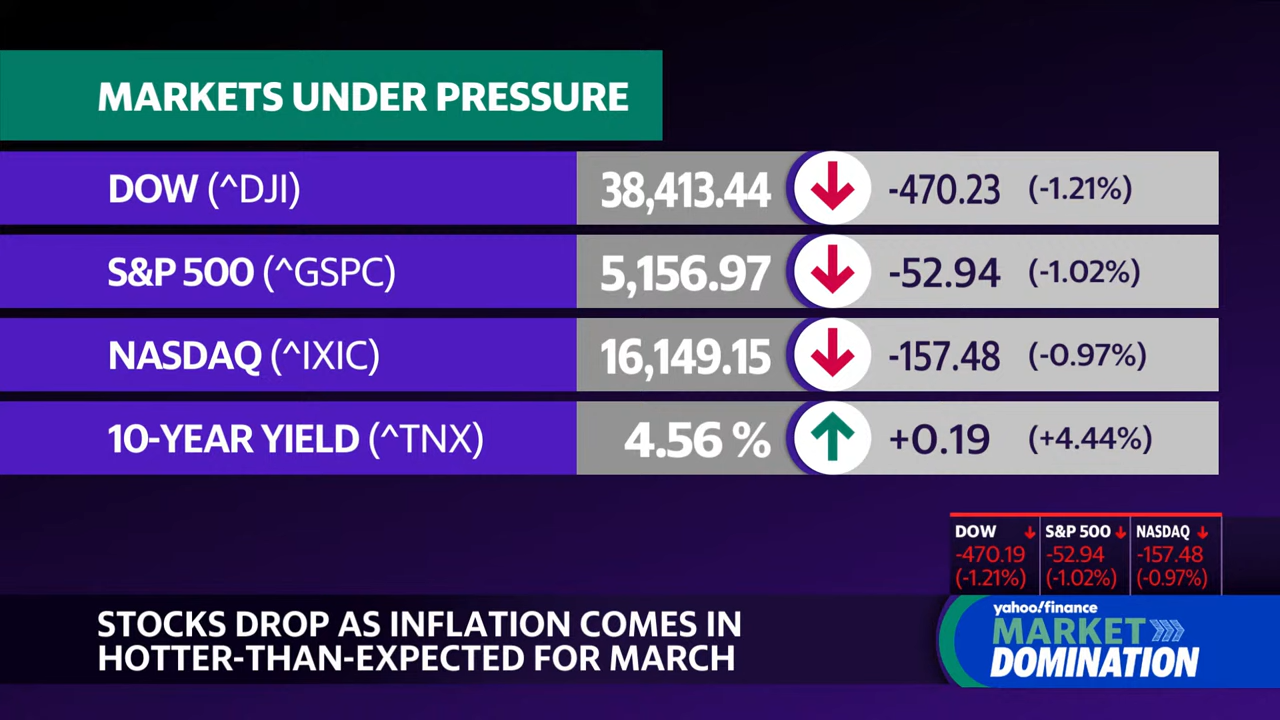 MARKETS UNDER PRESSURE
DOW (^DJI) 38,413.44 -470.23 (-1.21%)
S&P 500 (^GSPC) 5,156.97 -52.94 (-1.02%)
NASDAQ (^IXIC) 16,149.15 -157.48 (-0.97%)
10-YEAR YIELD (^TNX) 4.56 % +0.19 (+4.44%)
DOW S&P 500 NASDAQ
-470.19 -52.94 -157.48
(-1.21%) (-1.02%) (-0.97%)
STOCKS DROP AS INFLATION COMES IN
HOTTER-THAN-EXPECTED FOR MARCH
yahoo!finance
MARKET
DOMINATION